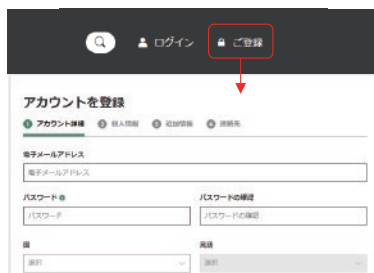 ログイン
ご登録
アカウントを登録
1 アカウント詳細 2 個人情報 3 追加情報 4 連絡先
電子メールアドレス
電子メールアドレス
パスワード パスワードの確認
パスワード パスワードの確認
国 言語
選択 選択